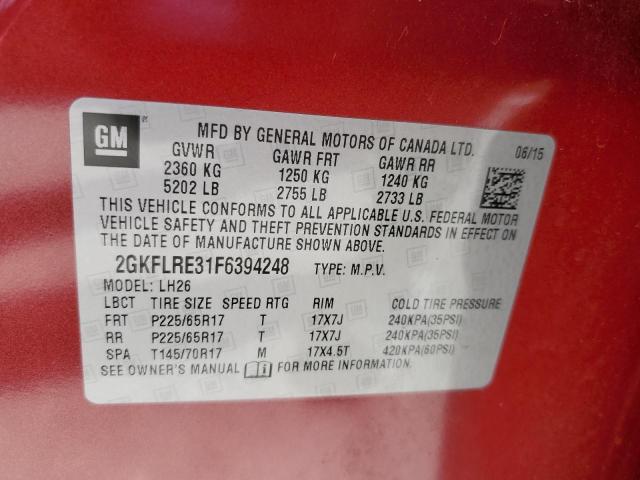 GM
MFD BY GENERAL MOTORS OF CANADA LTD. 06/15
GVWR GAWR FRT GAWR RR
2360 KG 1250 KG 1240 KG
5202 LB 2755 LB 2733 LB
THIS VEHICLE CONFORMS TO ALL APPLICABLE U.S. FEDERAL MOTOR
VEHICLE SAFETY AND THEFT PREVENTION STANDARDS IN EFFECT ON
THE DATE OF MANUFACTURE SHOWN ABOVE.
2GKFLRE31F6394248 TYPE: M.P.V.
MODEL: LH26
LBCT TIRE SIZE SPEED RTG RIM COLD TIRE PRESSURE
FRT P225/65R17 T 17X7J 240KPA(35PSI)
RR P225/65R17 T 17X7J 240KPA(35PSI)
SPA T145/70R17 M 17X4.5T 420KPA(60PSI)
SEE OWNER'S MANUAL FOR MORE INFORMATION.